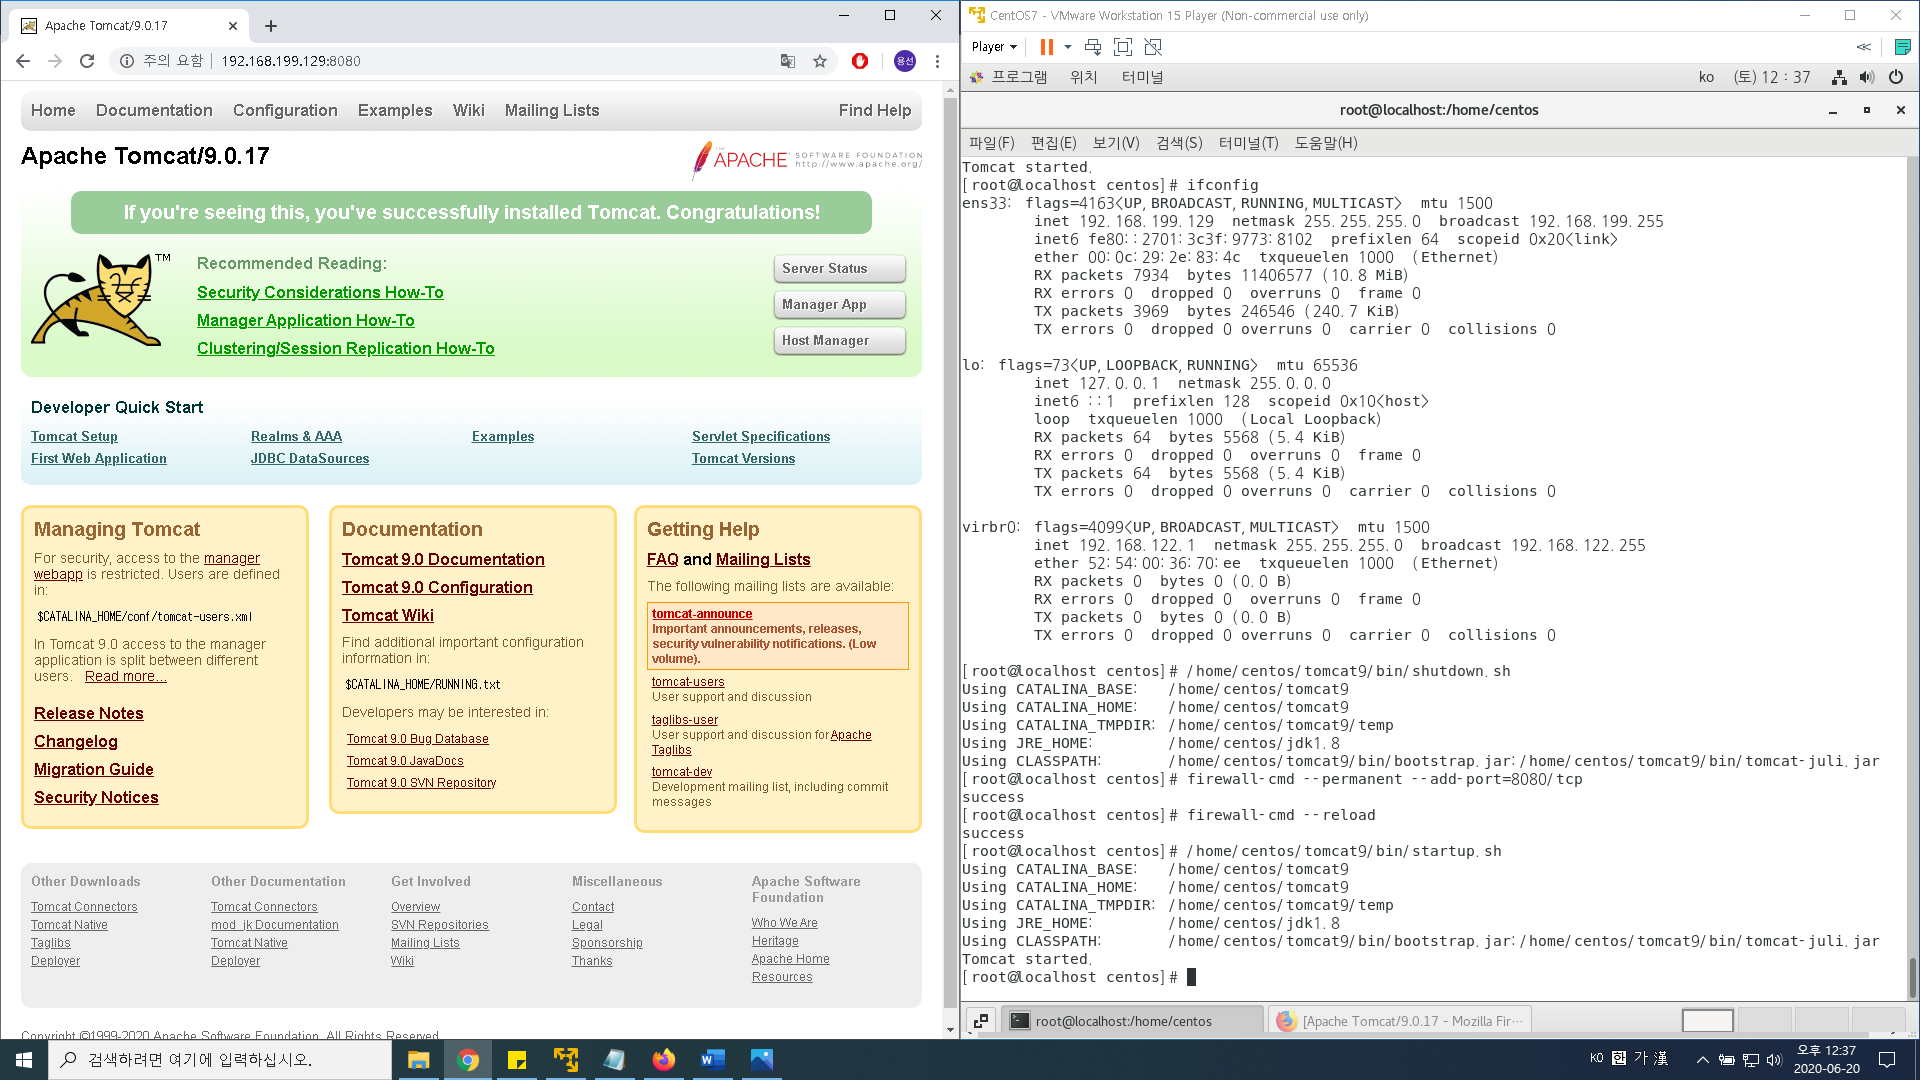 Apache Tomcat/9.0.17
주의 요함
192.168.199.129:8080
용선
Home
Documentation
Configuration
Examples
Wiki
Mailing Lists
Find Help
Apache Tomcat/9.0.17
THE
APACHE
SOFTWARE FOUNDATION
http://www.apache.org/
If you're seeing this, you've successfully installed Tomcat. Congratulations!
TM
Recommended Reading:
Security Considerations How-To
Manager Application How-To
Clustering/Session Replication How-To
Server Status
Manager App
Host Manager
Developer Quick Start
Tomcat Setup
First Web Application
Realms & AAA
JDBC DataSources
Examples
Servlet Specifications
Tomcat Versions
Managing Tomcat
For security, access to the manager
webapp is restricted. Users are defined
in:
$CATALINA_HOME/conf/tomcat-users.xml
In Tomcat 9.0 access to the manager
application is split between different
users. Read more...
Release Notes
Changelog
Migration Guide
Security Notices
Documentation
Tomcat 9.0 Documentation
Tomcat 9.0 Configuration
Tomcat Wiki
Find additional important configuration
information in:
$CATALINA_HOME/RUNNING.txt
Developers may be interested in:
Tomcat 9.0 Bug Database
Tomcat 9.0 JavaDocs
Tomcat 9.0 SVN Repository
Getting Help
FAQ and Mailing Lists
The following mailing lists are available:
tomcat-announce
Important announcements, releases,
security vulnerability notifications. (Low
volume).
tomcat-users
User support and discussion
taglibs-user
User support and discussion for Apache
Taglibs
tomcat-dev
Development mailing list, including commit
messages
Other Downloads
Tomcat Connectors
Tomcat Native
Taglibs
Deployer
Other Documentation
Tomcat Connectors
mod_jk Documentation
Tomcat Native
Deployer
Get Involved
Overview
SVN Repositories
Mailing Lists
Wiki
Miscellaneous
Contact
Legal
Sponsorship
Thanks
Apache Software
Foundation
Who We Are
Heritage
Apache Home
Resources
Copyright ©1999-2020 Apache Software Foundation. All Rights Reserved
CentOS7 - VMware Workstation 15 Player (Non-commercial use only)
Player
프로그램 위치 터미널
ko (토) 12 : 37
root@localhost:/home/centos
파일(F) 편집(E) 보기(V) 검색(S) 터미널(T) 도움말(H)
Tomcat started.
[root@localhost centos]# ifconfig
ens33: flags=4163<UP,BROADCAST,RUNNING,MULTICAST>  mtu 1500
        inet 192.168.199.129  netmask 255.255.255.0  broadcast 192.168.199.255
        inet6 fe80::2701:3c3f:9773:8102  prefixlen 64  scopeid 0x20<link>
        ether 00:0c:29:2e:83:4c  txqueuelen 1000  (Ethernet)
        RX packets 7934  bytes 11406577 (10.8 MiB)
        RX errors 0  dropped 0  overruns 0  frame 0
        TX packets 3969  bytes 246546 (240.7 KiB)
        TX errors 0  dropped 0 overruns 0  carrier 0  collisions 0
lo: flags=73<UP,LOOPBACK,RUNNING>  mtu 65536
        inet 127.0.0.1  netmask 255.0.0.0
        inet6 ::1  prefixlen 128  scopeid 0x10<host>
        loop  txqueuelen 1000  (Local Loopback)
        RX packets 64  bytes 5568 (5.4 KiB)
        RX errors 0  dropped 0  overruns 0  frame 0
        TX packets 64  bytes 5568 (5.4 KiB)
        TX errors 0  dropped 0 overruns 0  carrier 0  collisions 0
virbr0: flags=4099<UP,BROADCAST,MULTICAST>  mtu 1500
        inet 192.168.122.1  netmask 255.255.255.0  broadcast 192.168.122.255
        ether 52:54:00:36:70:ee  txqueuelen 1000  (Ethernet)
        RX packets 0  bytes 0 (0.0 B)
        RX errors 0  dropped 0  overruns 0  frame 0
        TX packets 0  bytes 0 (0.0 B)
        TX errors 0  dropped 0 overruns 0  carrier 0  collisions 0
[root@localhost centos]# /home/centos/tomcat9/bin/shutdown.sh
Using CATALINA_BASE:   /home/centos/tomcat9
Using CATALINA_HOME:   /home/centos/tomcat9
Using CATALINA_TMPDIR: /home/centos/tomcat9/temp
Using JRE_HOME:        /home/centos/jdk1.8
Using CLASSPATH:       /home/centos/tomcat9/bin/bootstrap.jar:/home/centos/tomcat9/bin/tomcat-juli.jar
[root@localhost centos]# firewall-cmd --permanent --add-port=8080/tcp
success
[root@localhost centos]# firewall-cmd --reload
success
[root@localhost centos]# /home/centos/tomcat9/bin/startup.sh
Using CATALINA_BASE:   /home/centos/tomcat9
Using CATALINA_HOME:   /home/centos/tomcat9
Using CATALINA_TMPDIR: /home/centos/tomcat9/temp
Using JRE_HOME:        /home/centos/jdk1.8
Using CLASSPATH:       /home/centos/tomcat9/bin/bootstrap.jar:/home/centos/tomcat9/bin/tomcat-juli.jar
Tomcat started.
[root@localhost centos]#
root@localhost:/home/centos
[Apache Tomcat/9.0.17 - Mozilla Fir...
검색하려면 여기에 입력하십시오.
KO 한 가 漢
오후 12:37
2020-06-20